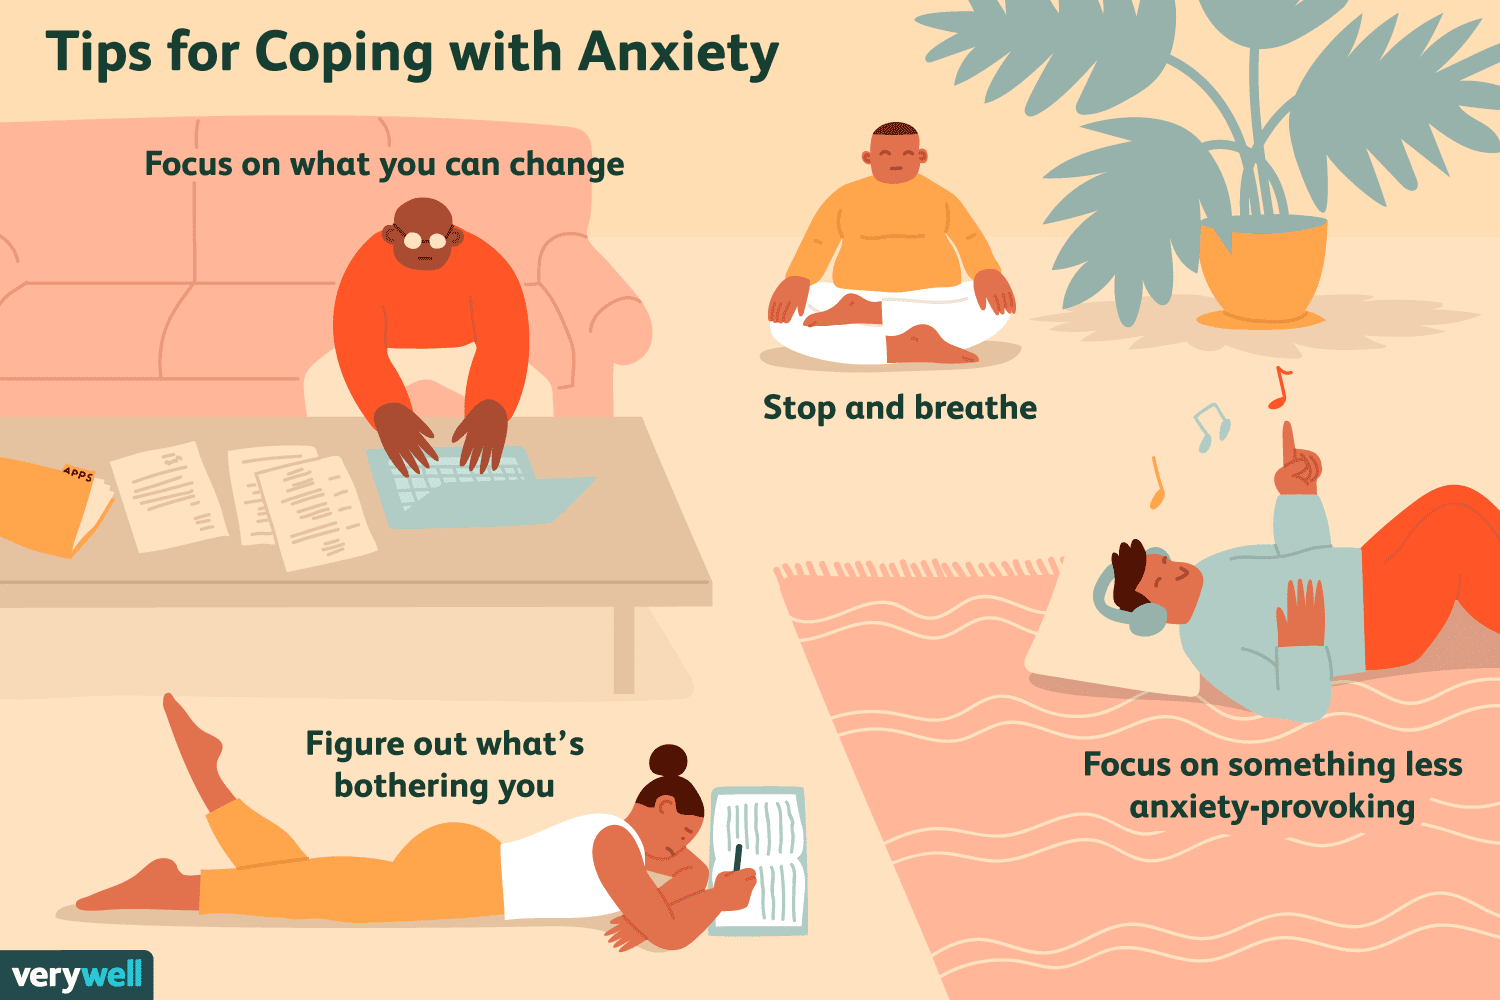 Tips for Coping with Anxiety
Focus on what you can change
Stop and breathe
APPS
Figure out what’s
bothering you
Focus on something less
anxiety-provoking
verywell